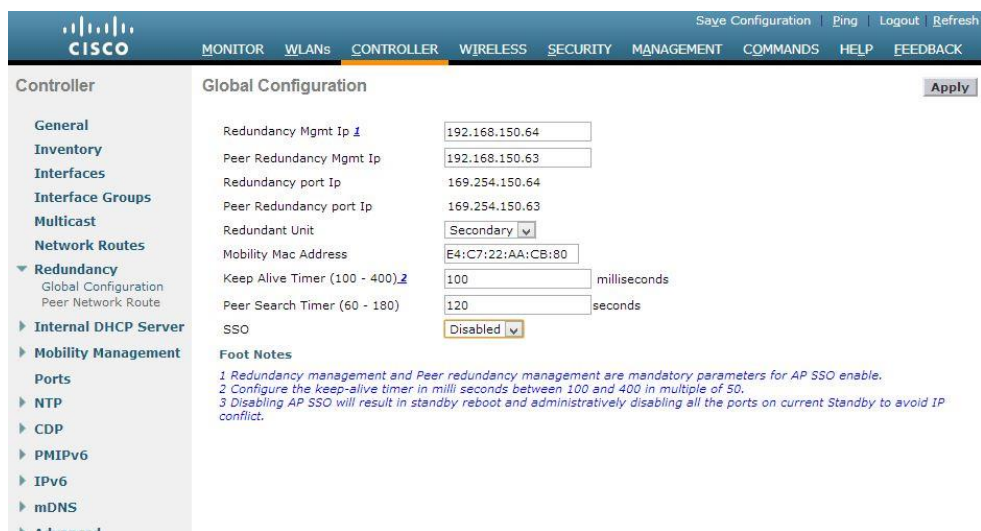 Save Configuration | Ping | Logout | Refresh
CISCO
MONITOR WLANs CONTROLLER WIRELESS SECURITY MANAGEMENT COMMANDS HELP FEEDBACK
Controller
General
Inventory
Interfaces
Interface Groups
Multicast
Network Routes
Redundancy
Global Configuration
Peer Network Route
Internal DHCP Server
Mobility Management
Ports
NTP
CDP
PMIPv6
IPv6
mDNS
Advanced
Global Configuration
Apply
Redundancy Mgmt Ip 1 192.168.150.64
Peer Redundancy Mgmt Ip 192.168.150.63
Redundancy port Ip 169.254.150.64
Peer Redundancy port Ip 169.254.150.63
Redundant Unit Secondary
Mobility Mac Address E4:C7:22:AA:CB:80
Keep Alive Timer (100 - 400) 2 100 milliseconds
Peer Search Timer (60 - 180) 120 seconds
SSO Disabled
Foot Notes
1 Redundancy management and Peer redundancy management are mandatory parameters for AP SSO enable.
2 Configure the keep-alive timer in milli seconds between 100 and 400 in multiple of 50.
3 Disabling AP SSO will result in standby reboot and administratively disabling all the ports on current Standby to avoid IP
conflict.